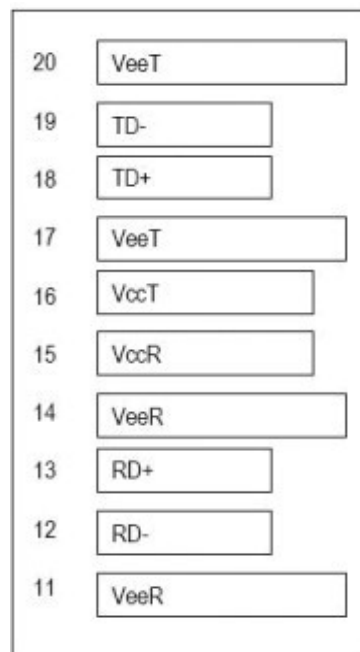 20 VeeT
19 TD-
18 TD+
17 VeeT
16 VccT
15 VccR
14 VeeR
13 RD+
12 RD-
11 VeeR